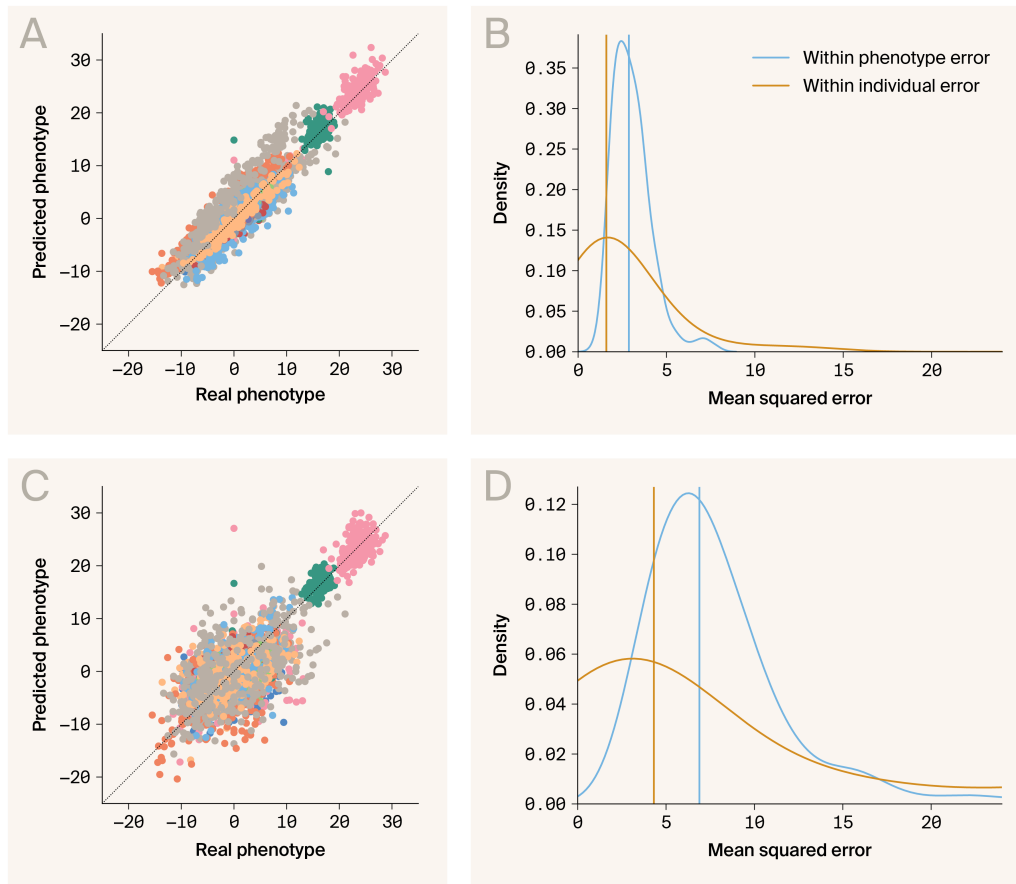 A
30
20
10
0
−10
−20
Predicted phenotype
−20 −10 0 10 20 30
Real phenotype
B
0.35
0.30
0.25
0.20
0.15
0.10
0.05
0.00
Density
Within phenotype error
Within individual error
0 5 10 15 20
Mean squared error
C
30
20
10
0
−10
−20
Predicted phenotype
−20 −10 0 10 20 30
Real phenotype
D
0.12
0.10
0.08
0.06
0.04
0.02
0.00
Density
0 5 10 15 20
Mean squared error